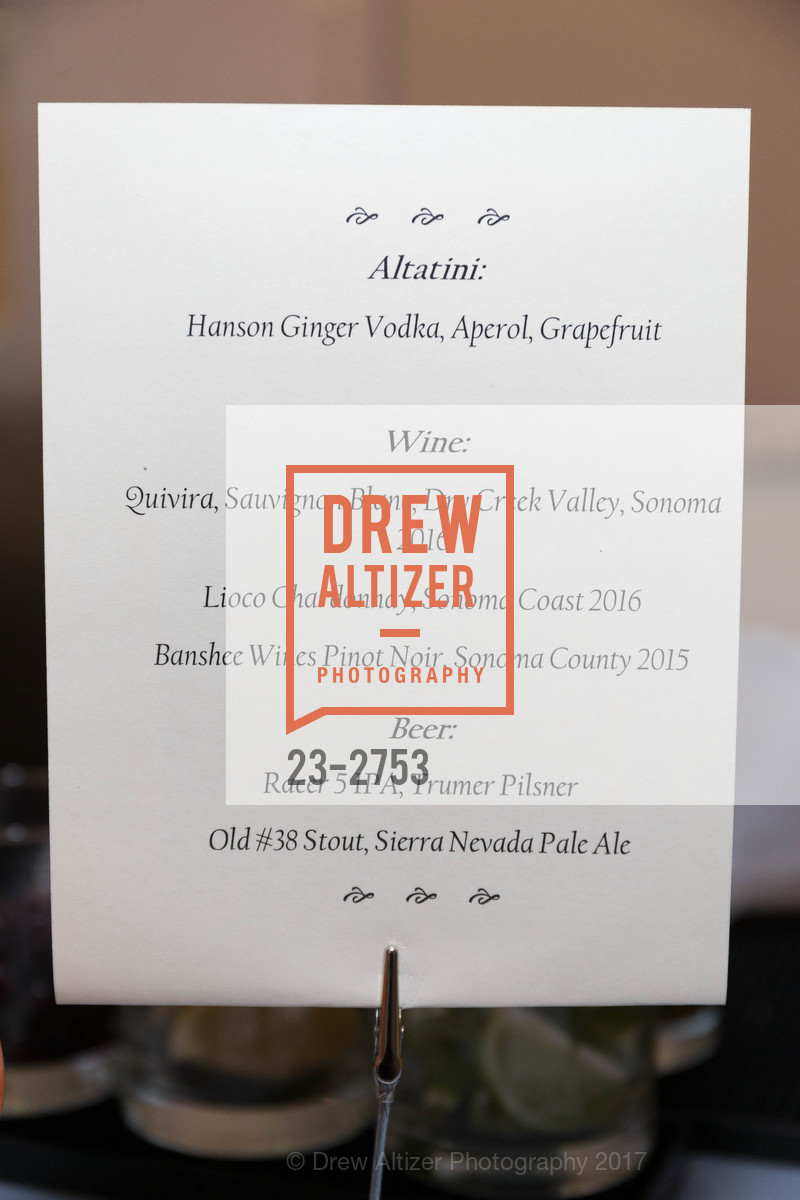 Altatini:
Hanson Ginger Vodka, Aperol, Grapefruit
Wine:
Quivira, Sauvignon Blanc, Dry Creek Valley, Sonoma
2016
Lioco Chardonnay, Sonoma Coast 2016
Banshee Wines Pinot Noir, Sonoma County 2015
DREW
ALTIZER
PHOTOGRAPHY
Beer:
23-2753
Racer 5 IPA, Trumer Pilsner
Old #38 Stout, Sierra Nevada Pale Ale
© Drew Altizer Photography 2017